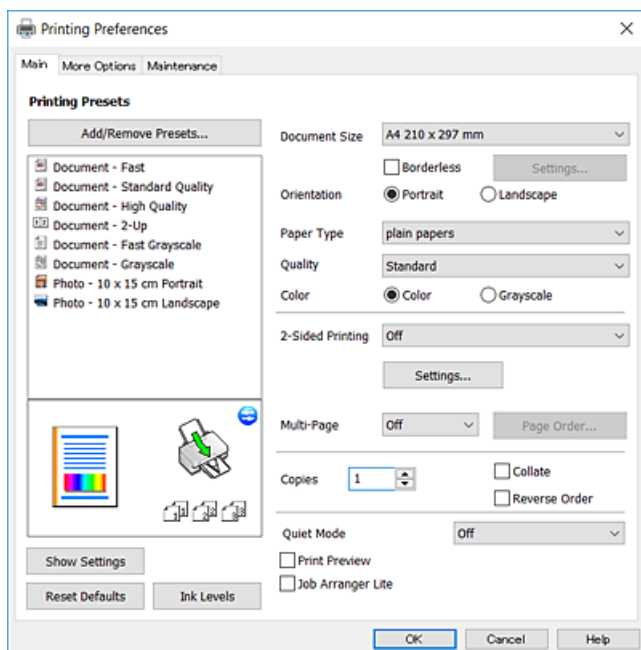 Printing Preferences
Main More Options Maintenance
Printing Presets
Add/Remove Presets...
Document - Fast
Document - Standard Quality
Document - High Quality
Document - 2-Up
Document - Fast Grayscale
Document - Grayscale
Photo - 10 x 15 cm Portrait
Photo - 10 x 15 cm Landscape
Show Settings
Reset Defaults Ink Levels
Document Size A4 210 x 297 mm
Borderless Settings...
Orientation Portrait Landscape
Paper Type plain papers
Quality Standard
Color Color Grayscale
2-Sided Printing Off
Settings...
Multi-Page Off Page Order...
Copies 1 Collate
Reverse Order
Quiet Mode Off
Print Preview
Job Arranger Lite
OK Cancel Help